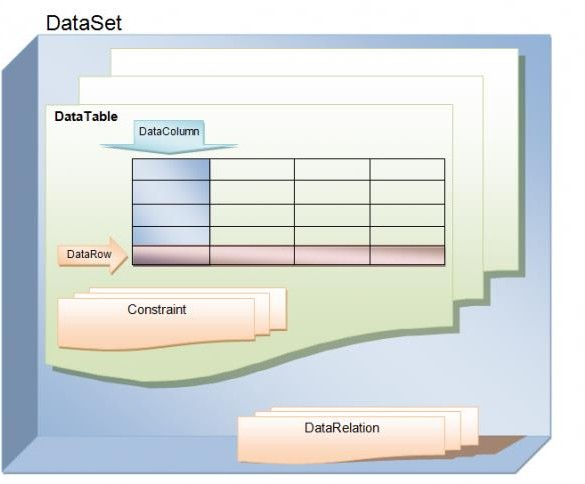 DataSet
DataTable
DataColumn
DataRow
Constraint
DataRelation